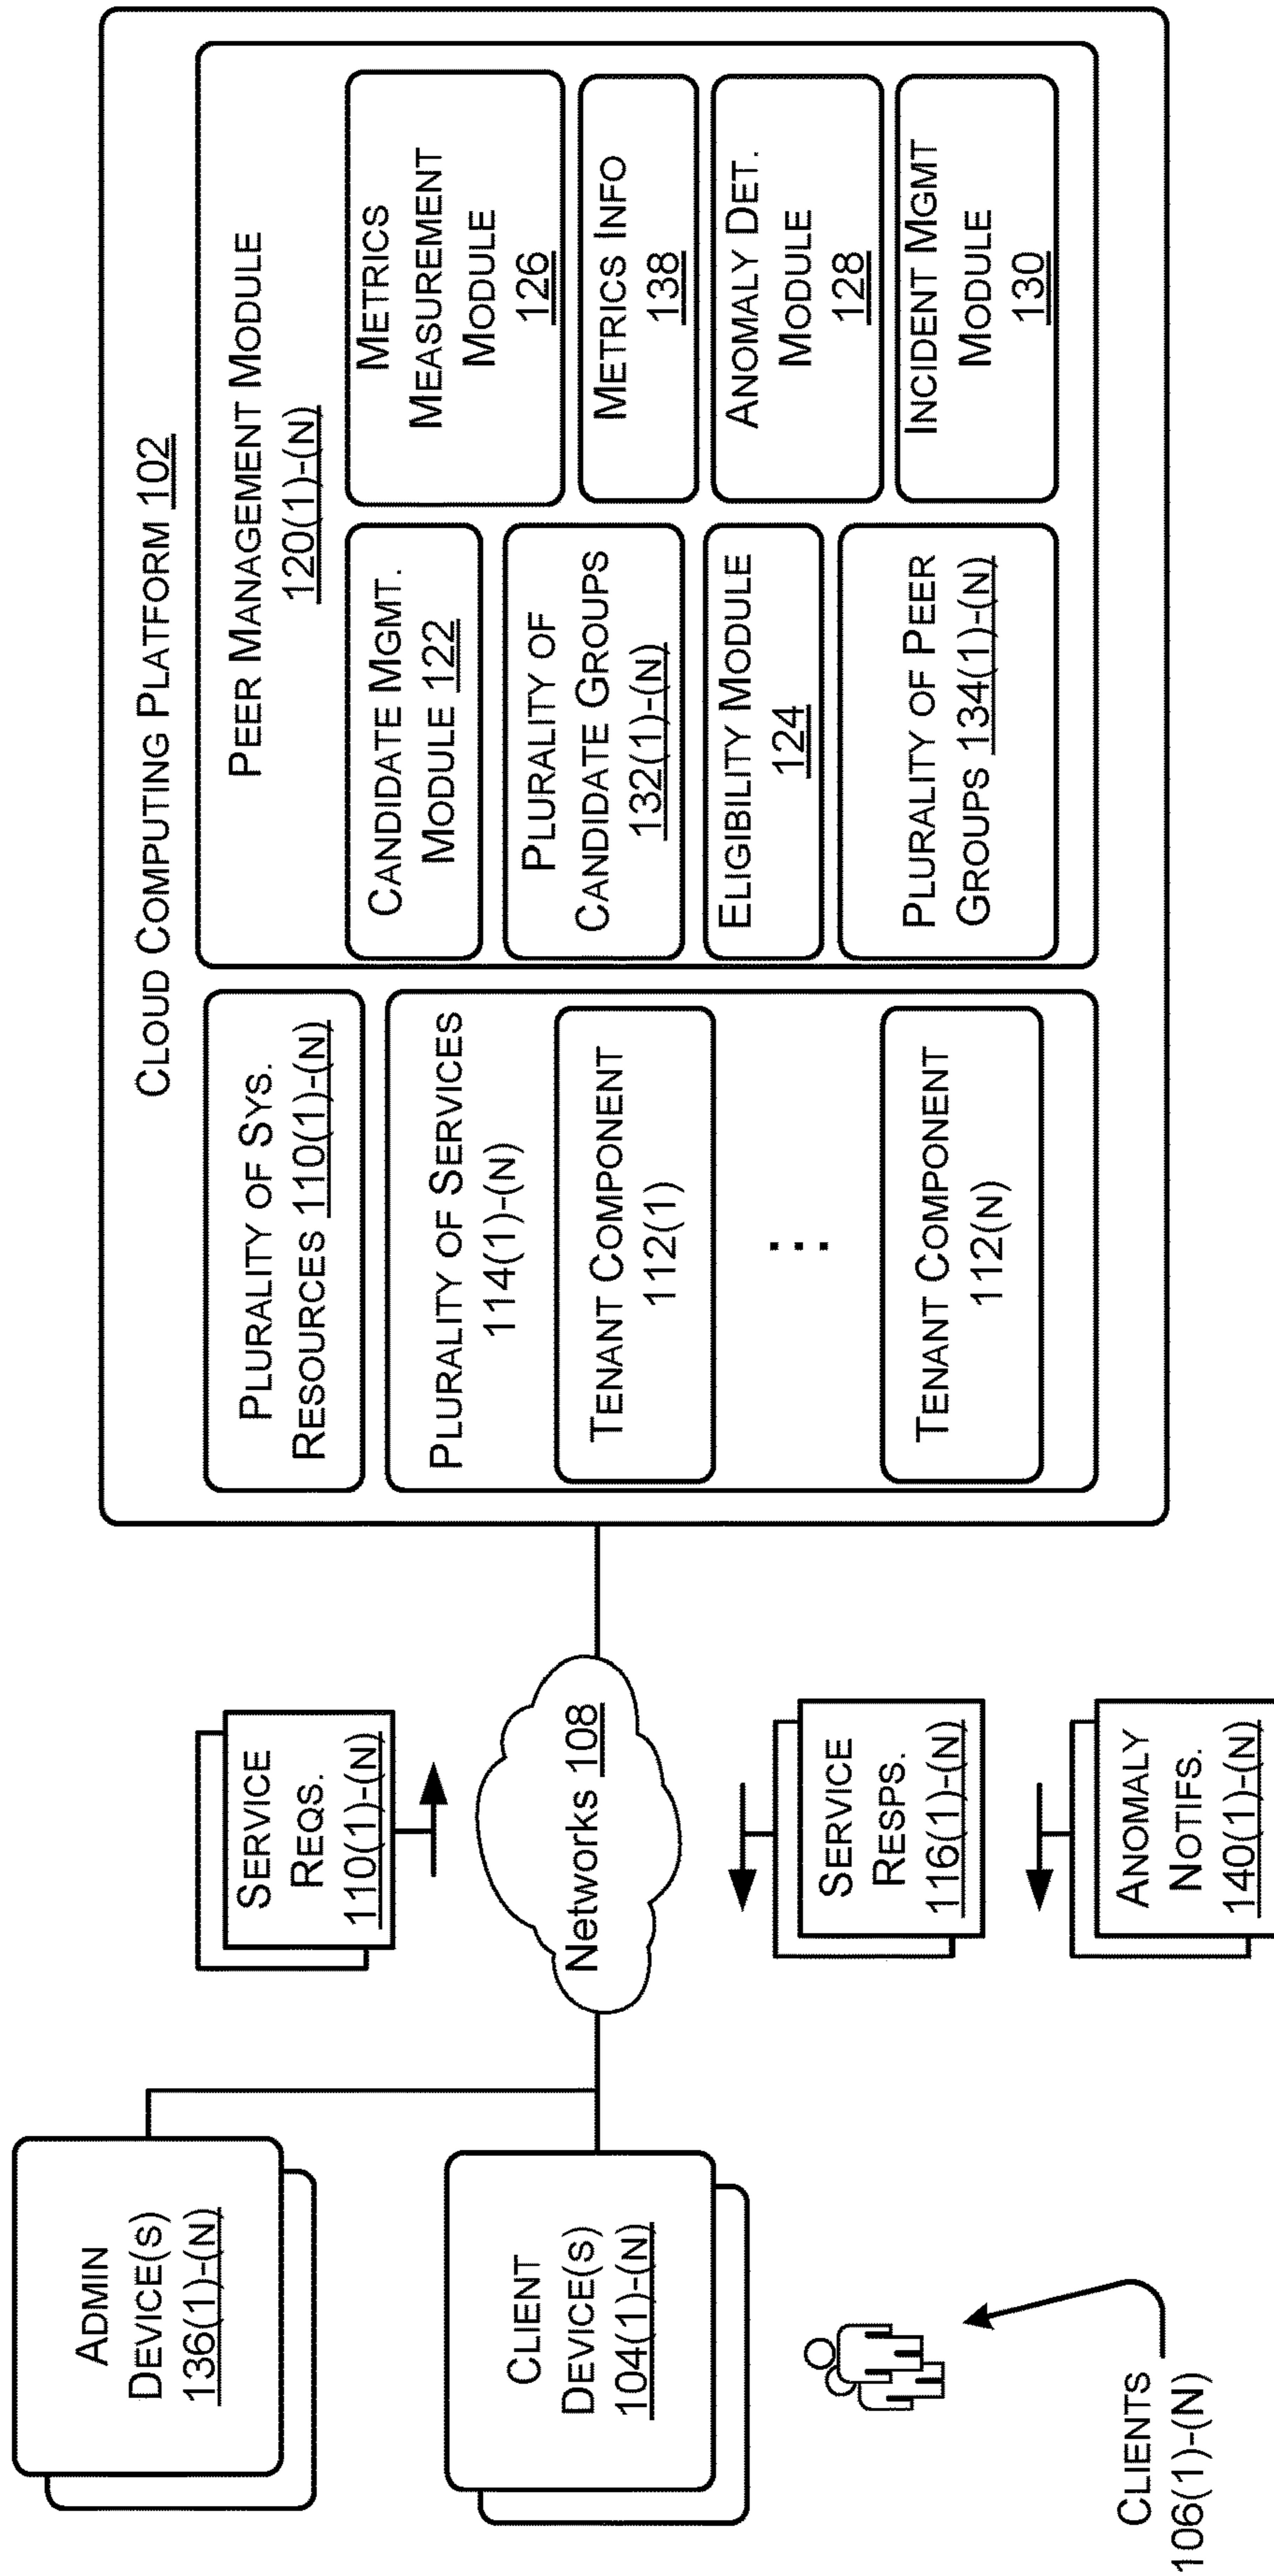 CLOUD COMPUTING PLATFORM 102
PLURALITY OF SYS.
RESOURCES 110(1)-(N)
PLURALITY OF SERVICES
114(1)-(N)
TENANT COMPONENT
112(1)
...
TENANT COMPONENT
112(N)
PEER MANAGEMENT MODULE
120(1)-(N)
CANDIDATE MGMT.
MODULE 122
PLURALITY OF
CANDIDATE GROUPS
132(1)-(N)
ELIGIBILITY MODULE
124
PLURALITY OF PEER
GROUPS 134(1)-(N)
METRICS
MEASUREMENT
MODULE
126
METRICS INFO
138
ANOMALY DET.
MODULE
128
INCIDENT MGMT
MODULE
130
ADMIN
DEVICE(S)
136(1)-(N)
CLIENT
DEVICE(S)
104(1)-(N)
CLIENTS
106(1)-(N)
SERVICE
REQS.
110(1)-(N)
Networks 108
SERVICE
RESPS.
116(1)-(N)
ANOMALY
NOTIFS.
140(1)-(N)